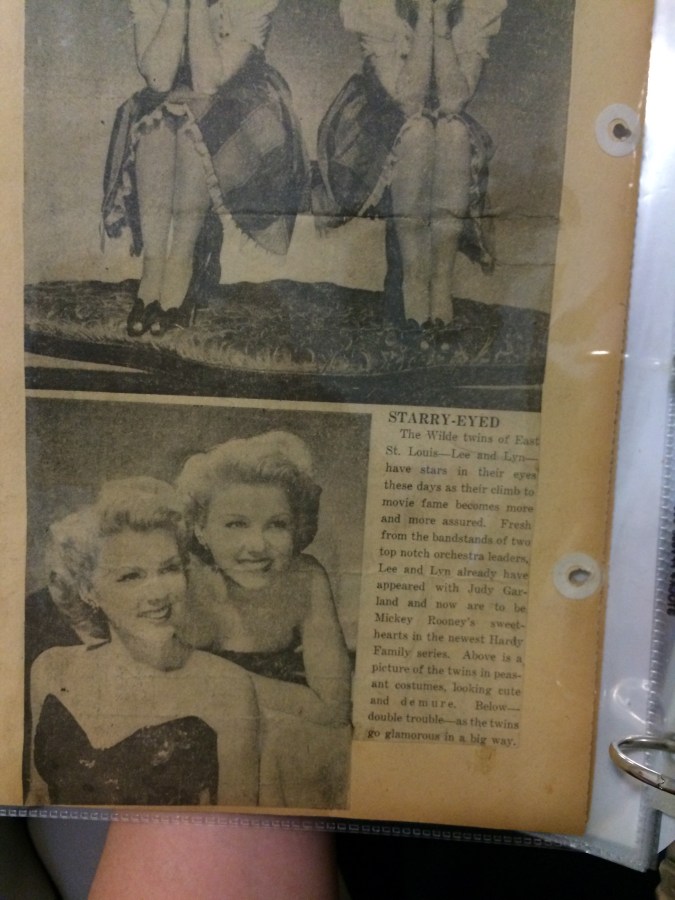 STARRY-EYED
The Wilde twins of East
St. Louis—Lee and Lyn—
have stars in their eyes
these days as their climb to
movie fame becomes more
and more assured. Fresh
from the bandstands of two
top notch orchestra leaders,
Lee and Lyn already have
appeared with Judy Gar-
land and now are to be
Mickey Rooney's sweet-
hearts in the newest Hardy
Family series. Above is a
picture of the twins in peas-
ant costumes, looking cute
and demure. Below—
double trouble—as the twins
go glamorous in a big way.